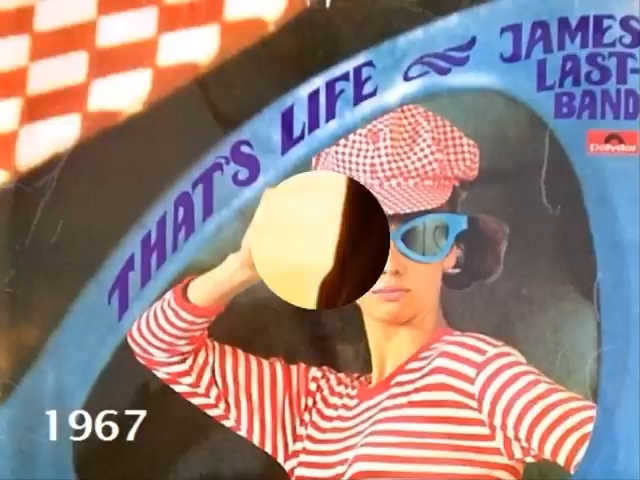 THAT'S LIFE
JAMES
LAST-
BAND
Polydor
1967